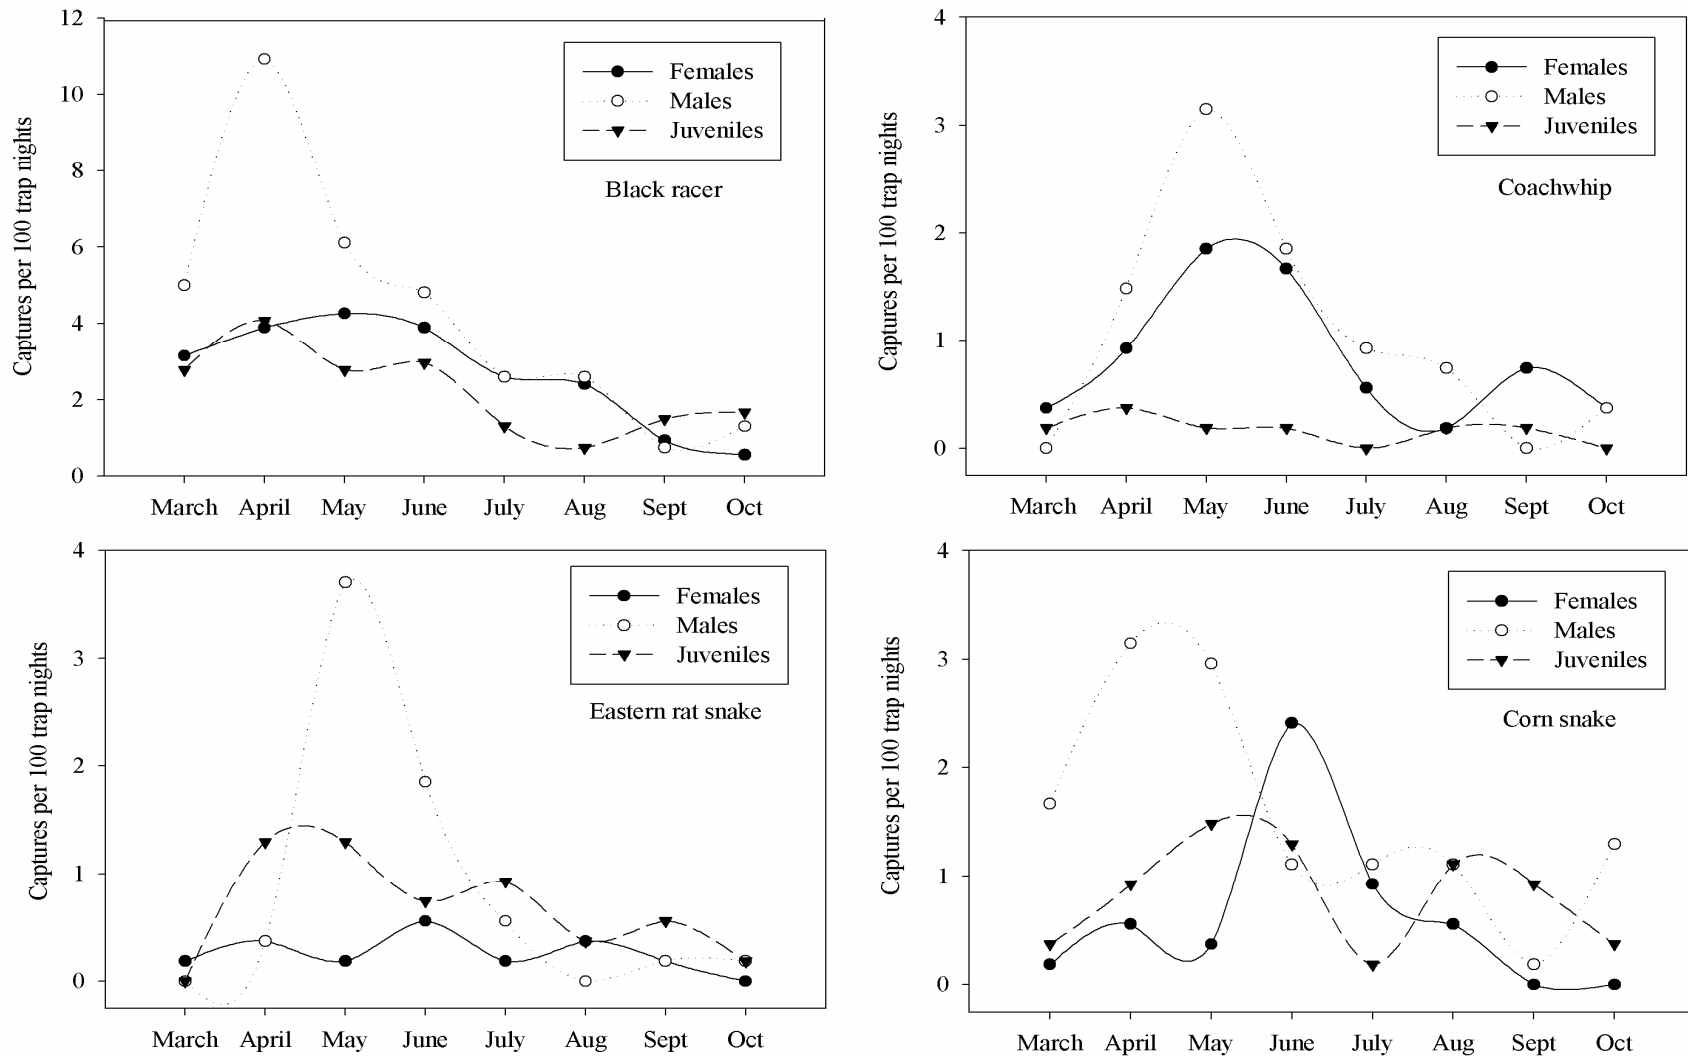 12
10
8
6
4
2
0
Captures per 100 trap nights
Females
Males
Juveniles
Black racer
March April May June July Aug Sept Oct
4
3
2
1
0
Captures per 100 trap nights
Females
Males
Juveniles
Coachwhip
March April May June July Aug Sept Oct
4
3
2
1
0
Captures per 100 trap nights
Females
Males
Juveniles
Eastern rat snake
March April May June July Aug Sept Oct
4
3
2
1
0
Captures per 100 trap nights
Females
Males
Juveniles
Corn snake
March April May June July Aug Sept Oct